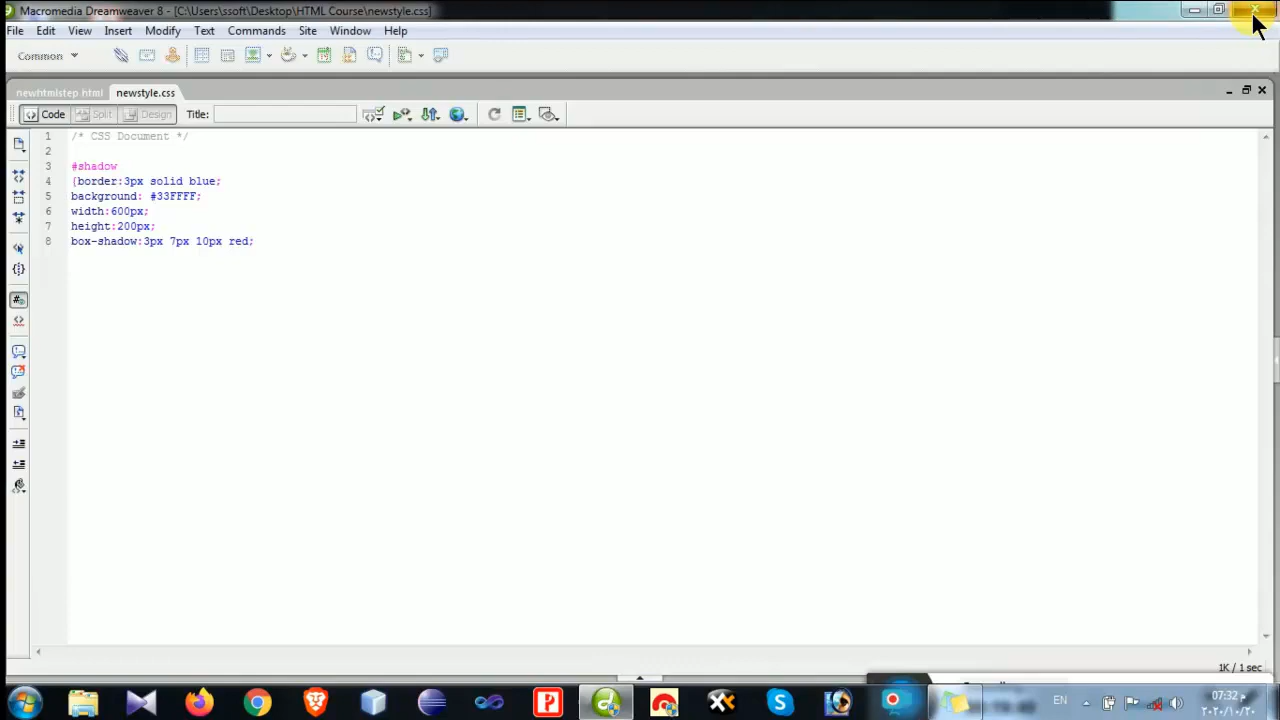 Macromedia Dreamweaver 8 - [C:\Users\ssoft\Desktop\HTML Course\newstyle.css]
File Edit View Insert Modify Text Commands Site Window Help
Common
newhtmlstep.html newstyle.css
Code Split Design Title:
1 /* CSS Document */
2
3 #shadow
4 {border:3px solid blue;
5 background: #33FFFF;
6 width:600px;
7 height:200px;
8 box-shadow:3px 7px 10px red;
1K / 1 sec
EN
07:32 م
٢٠٢٠/١٠/٢٠